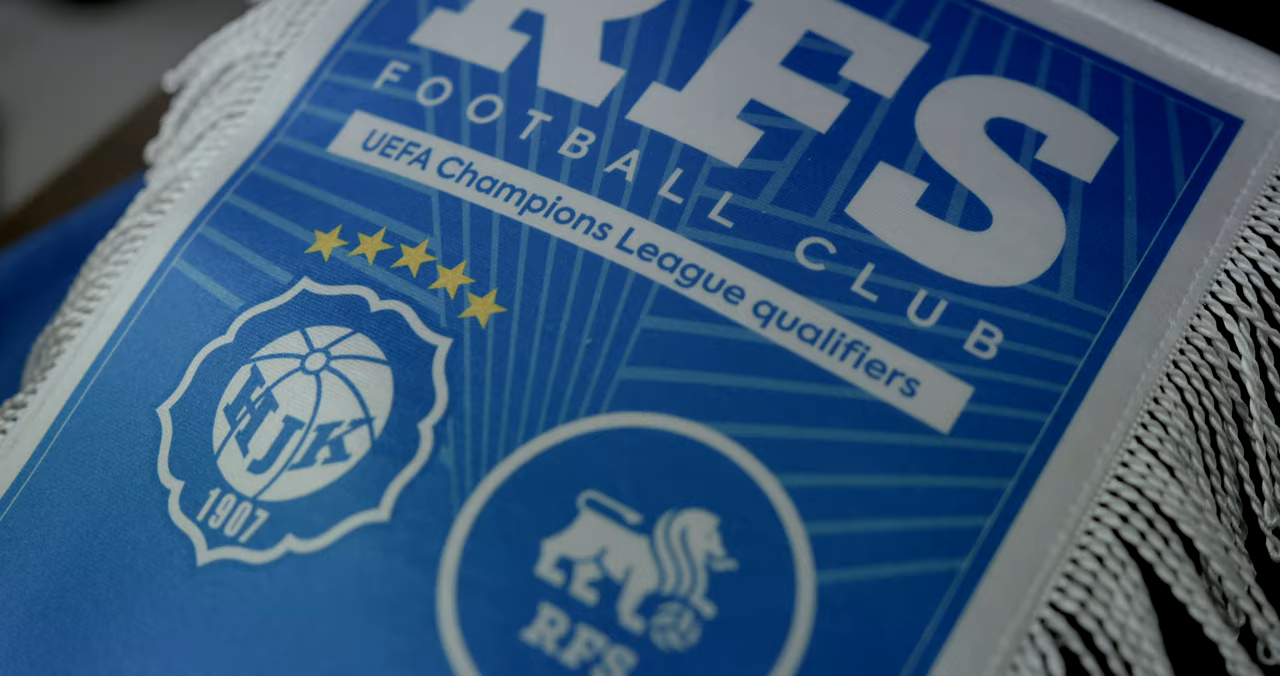 RFS
FOOTBALL CLUB
UEFA Champions League qualifiers
HJK
1907
RFS